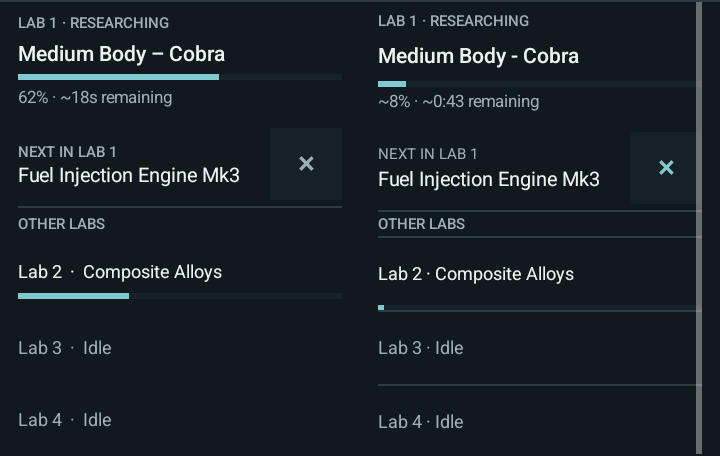 LAB 1 · RESEARCHING
Medium Body – Cobra
62% · ~18s remaining
NEXT IN LAB 1
Fuel Injection Engine Mk3
×
OTHER LABS
Lab 2 · Composite Alloys
Lab 3 · Idle
Lab 4 · Idle
LAB 1 · RESEARCHING
Medium Body - Cobra
~8% · ~0:43 remaining
NEXT IN LAB 1
Fuel Injection Engine Mk3
×
OTHER LABS
Lab 2 · Composite Alloys
Lab 3 · Idle
Lab 4 · Idle